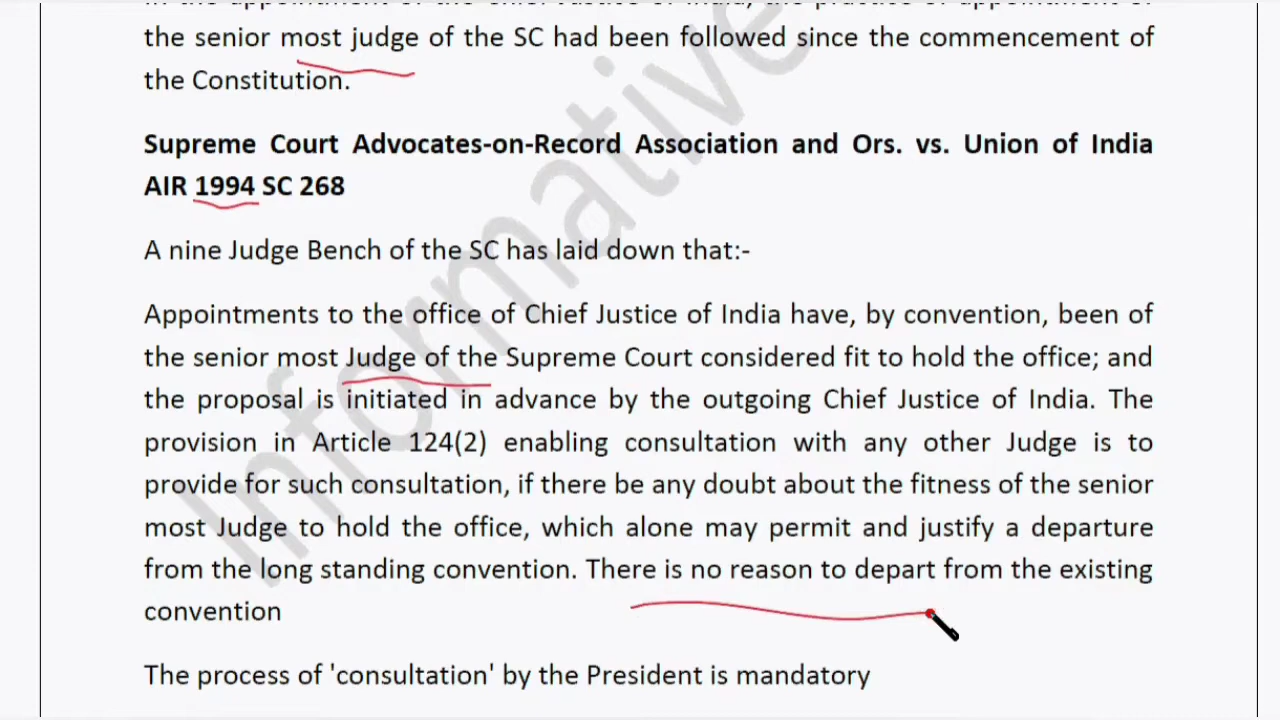 the senior most judge of the SC had been followed since the commencement of
the Constitution.
Supreme Court Advocates-on-Record Association and Ors. vs. Union of India
AIR 1994 SC 268
A nine Judge Bench of the SC has laid down that:-
Appointments to the office of Chief Justice of India have, by convention, been of
the senior most Judge of the Supreme Court considered fit to hold the office; and
the proposal is initiated in advance by the outgoing Chief Justice of India. The
provision in Article 124(2) enabling consultation with any other Judge is to
provide for such consultation, if there be any doubt about the fitness of the senior
most Judge to hold the office, which alone may permit and justify a departure
from the long standing convention. There is no reason to depart from the existing
convention
The process of 'consultation' by the President is mandatory
Informative